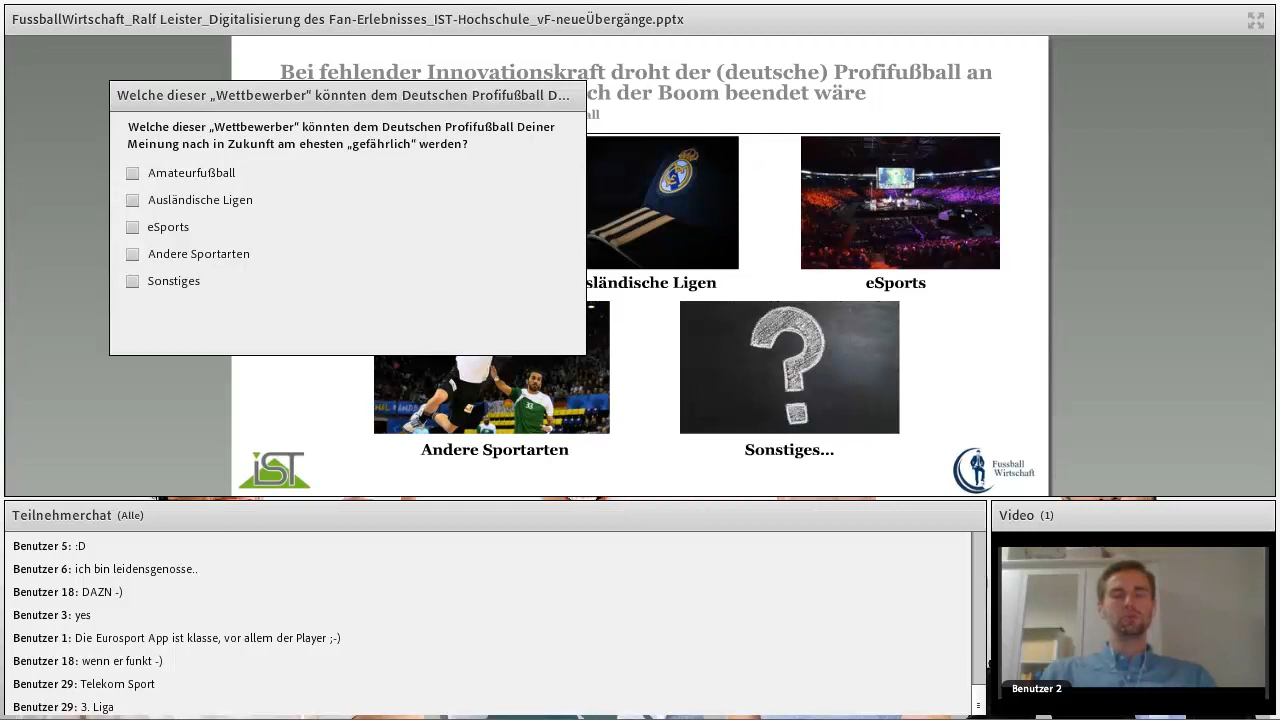 FussballWirtschaft_Ralf Leister_Digitalisierung des Fan-Erlebnisses_IST-Hochschule_vF-neueÜbergänge.pptx
Bei fehlender Innovationskraft droht der (deutsche) Profifußball an
ch der Boom beendet wäre
all
Welche dieser „Wettbewerber“ könnten dem Deutschen Profifußball D...
Welche dieser „Wettbewerber“ könnten dem Deutschen Profifußball Deiner
Meinung nach in Zukunft am ehesten „gefährlich“ werden?
Amateurfußball
Ausländische Ligen
eSports
Andere Sportarten
Sonstiges
sländische Ligen
eSports
Andere Sportarten
Sonstiges...
iST
Fussball
Wirtschaft
Teilnehmerchat (Alle)
Benutzer 5: :D
Benutzer 6: ich bin leidensgenosse..
Benutzer 18: DAZN -)
Benutzer 3: yes
Benutzer 1: Die Eurosport App ist klasse, vor allem der Player ;-)
Benutzer 18: wenn er funkt -)
Benutzer 29: Telekom Sport
Benutzer 29: 3. Liga
Video (1)
Benutzer 2